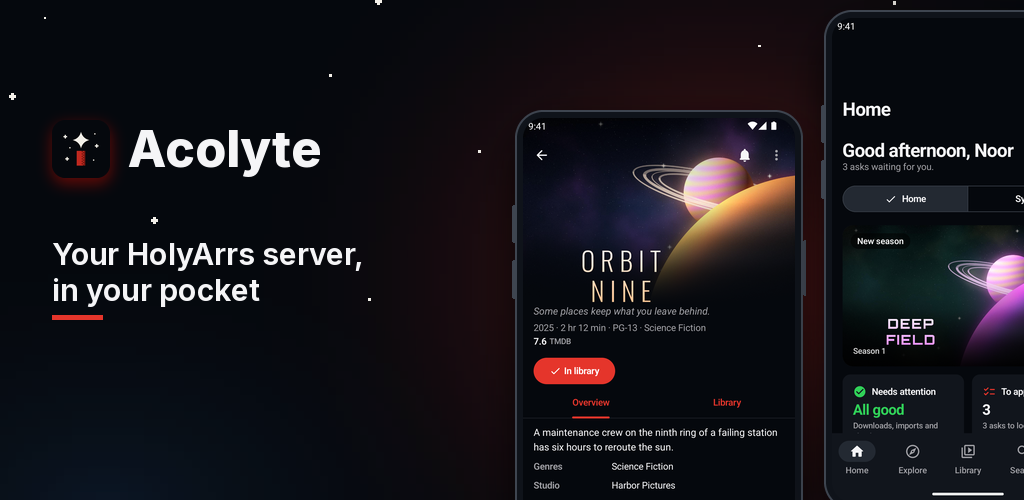 Acolyte
Your HolyArrs server,
in your pocket
9:41
ORBIT
NINE
Some places keep what you leave behind.
2025 · 2 hr 12 min · PG-13 · Science Fiction
7.6 TMDB
In library
Overview
Library
A maintenance crew on the ninth ring of a failing station
has six hours to reroute the sun.
Genres
Science Fiction
Studio
Harbor Pictures
9:41
Home
Good afternoon, Noor
3 asks waiting for you.
Home
Sy
New season
DEEP
FIELD
Season 1
Needs attention
All good
Downloads, imports and
To ap
3
3 asks to lo
Home
Explore
Library
Sea